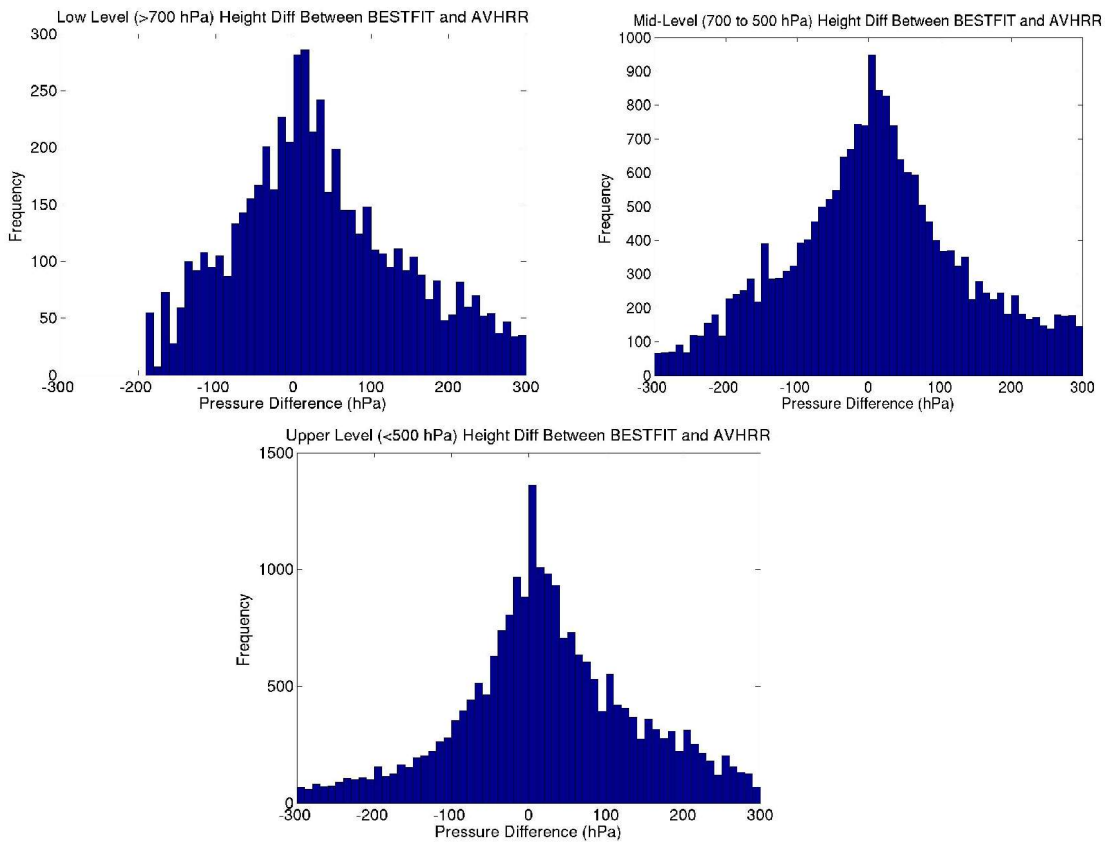 Low Level (>700 hPa) Height Diff Between BESTFIT and AVHRR
300
250
200
150
100
50
0
Frequency
-300 -200 -100 0 100 200 300
Pressure Difference (hPa)
Mid-Level (700 to 500 hPa) Height Diff Between BESTFIT and AVHRR
1000
900
800
700
600
500
400
300
200
100
0
Frequency
-300 -200 -100 0 100 200 300
Pressure Difference (hPa)
Upper Level (<500 hPa) Height Diff Between BESTFIT and AVHRR
1500
1000
500
0
Frequency
-300 -200 -100 0 100 200 300
Pressure Difference (hPa)